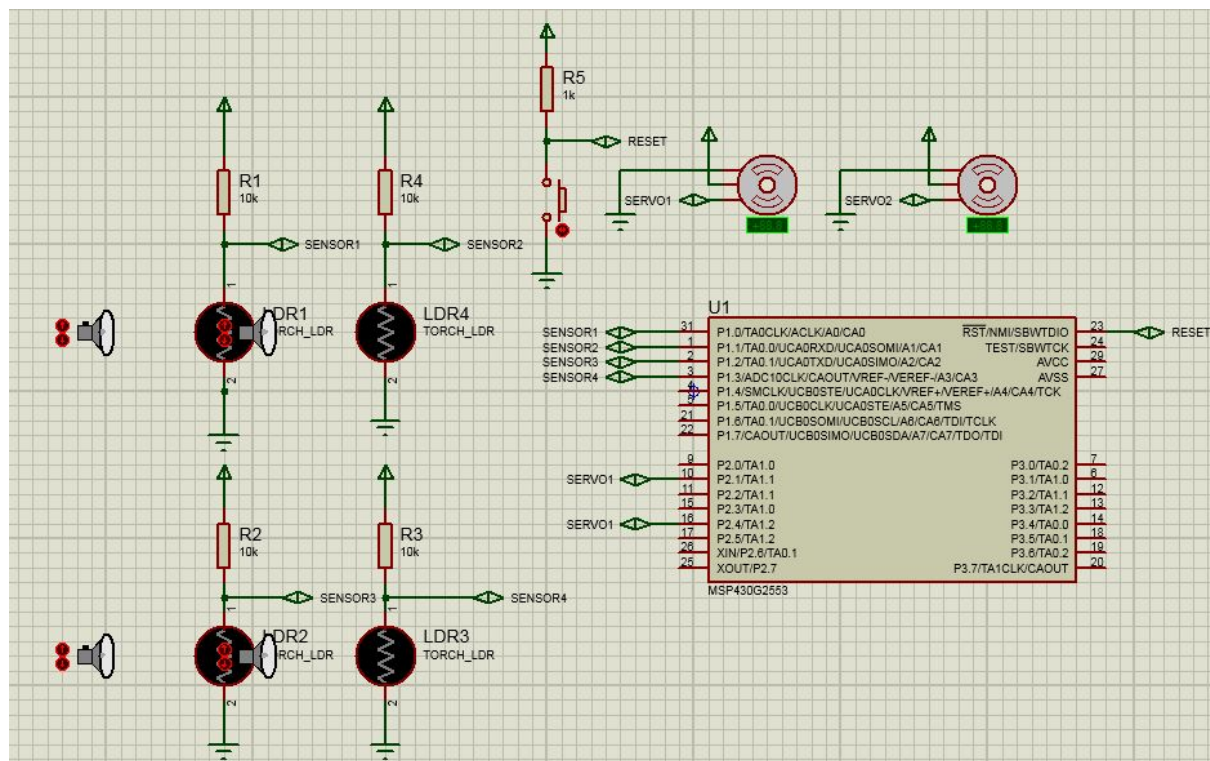 R5
1k
RESET
R1
10k
R4
10k
SERVO1
SERVO2
SENSOR1
SENSOR2
1
1
LDR4
TORCH_LDR
2
2
U1
SENSOR1
31
P1.0/TA0CLK/ACLK/A0/CA0
RST/NMI/SBWTDIO
23
RESET
SENSOR2
1
P1.1/TA0.0/UCA0RXD/UCA0SOMI/A1/CA1
TEST/SBWTCK
24
SENSOR3
2
P1.2/TA0.1/UCA0TXD/UCA0SIMO/A2/CA2
AVCC
29
SENSOR4
3
P1.3/ADC10CLK/CAOUT/VREF-/VEREF-/A3/CA3
AVSS
27
4
P1.4/SMCLK/UCB0STE/UCA0CLK/VREF+/VEREF+/A4/CA4/TCK
5
P1.5/TA0.0/UCB0CLK/UCA0STE/A5/CA5/TMS
21
P1.6/TA0.1/UCB0SOMI/UCB0SCL/A6/CA6/TDI/TCLK
22
P1.7/CAOUT/UCB0SIMO/UCB0SDA/A7/CA7/TDO/TDI
9
P2.0/TA1.0
P3.0/TA0.2
7
SERVO1
10
P2.1/TA1.1
P3.1/TA1.0
6
11
P2.2/TA1.1
P3.2/TA1.1
12
15
P2.3/TA1.0
P3.3/TA1.2
13
SERVO1
16
P2.4/TA1.2
P3.4/TA0.0
14
17
P2.5/TA1.2
P3.5/TA0.1
18
26
XIN/P2.6/TA0.1
P3.6/TA0.2
19
25
XOUT/P2.7
P3.7/TA1CLK/CAOUT
20
MSP430G2553
R2
10k
R3
10k
SENSOR3
SENSOR4
1
1
LDR3
TORCH_LDR
2
2